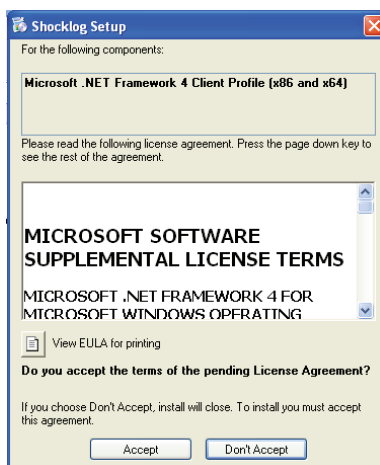 Shocklog Setup
For the following components:
Microsoft .NET Framework 4 Client Profile (x86 and x64)
Please read the following license agreement. Press the page down key to
see the rest of the agreement.
MICROSOFT SOFTWARE
SUPPLEMENTAL LICENSE TERMS
MICROSOFT .NET FRAMEWORK 4 FOR
MICROSOFT WINDOWS OPERATING
View EULA for printing
Do you accept the terms of the pending License Agreement?
If you choose Don't Accept, install will close. To install you must accept
this agreement.
Accept Don't Accept